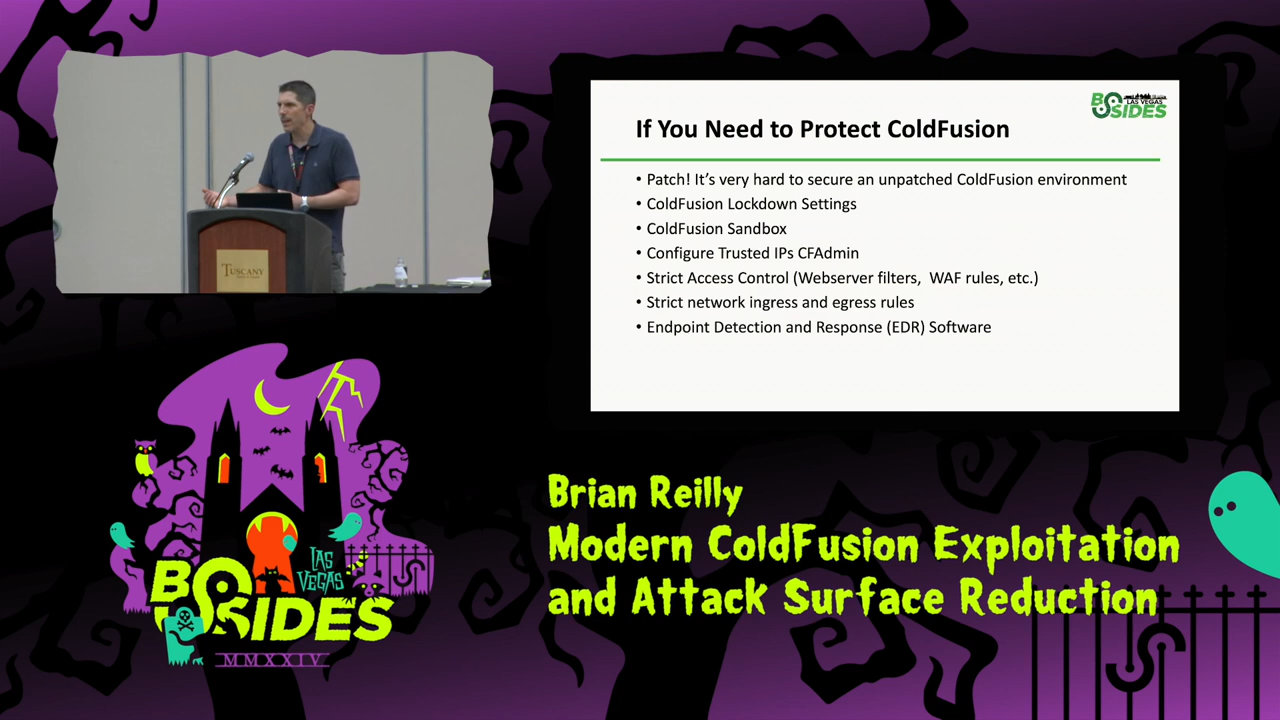 BSIDES
LAS VEGAS
If You Need to Protect ColdFusion
• Patch! It's very hard to secure an unpatched ColdFusion environment
• ColdFusion Lockdown Settings
• ColdFusion Sandbox
• Configure Trusted IPs CFAdmin
• Strict Access Control (Webserver filters,  WAF rules, etc.)
• Strict network ingress and egress rules
• Endpoint Detection and Response (EDR) Software
TUSCANY
Brian Reilly
Modern ColdFusion Exploitation
and Attack Surface Reduction
LAS
VEGAS
BSIDES
MMXXIV